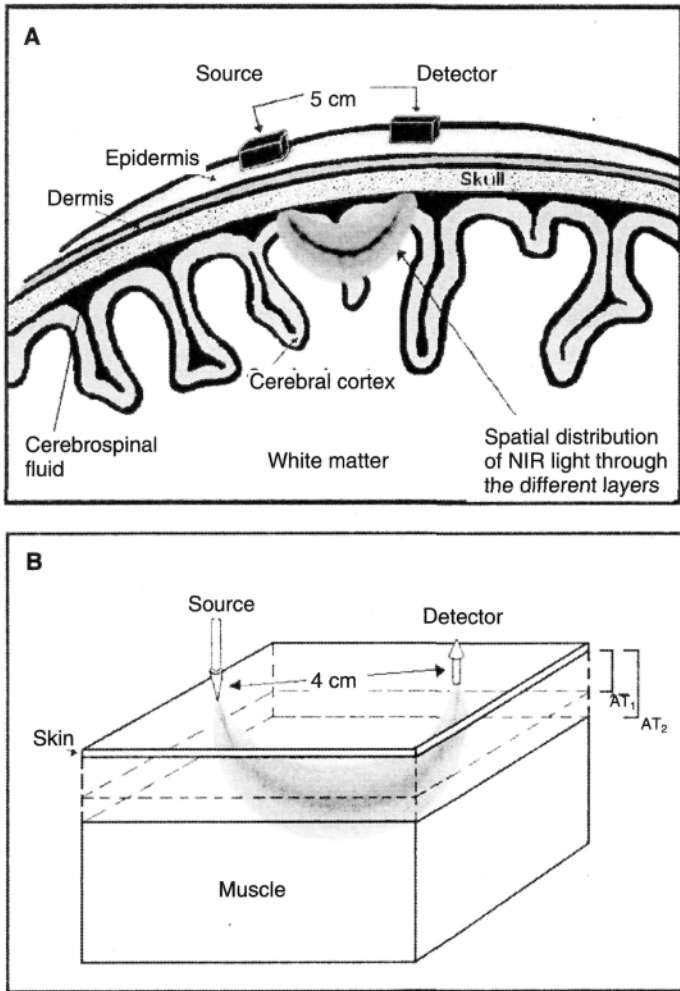 A
Source
Detector
5 cm
Epidermis
Skull
Dermis
Cerebral cortex
Cerebrospinal
fluid
White matter
Spatial distribution
of NIR light through
the different layers
B
Source
Detector
4 cm
AT₁
AT₂
Skin
Muscle